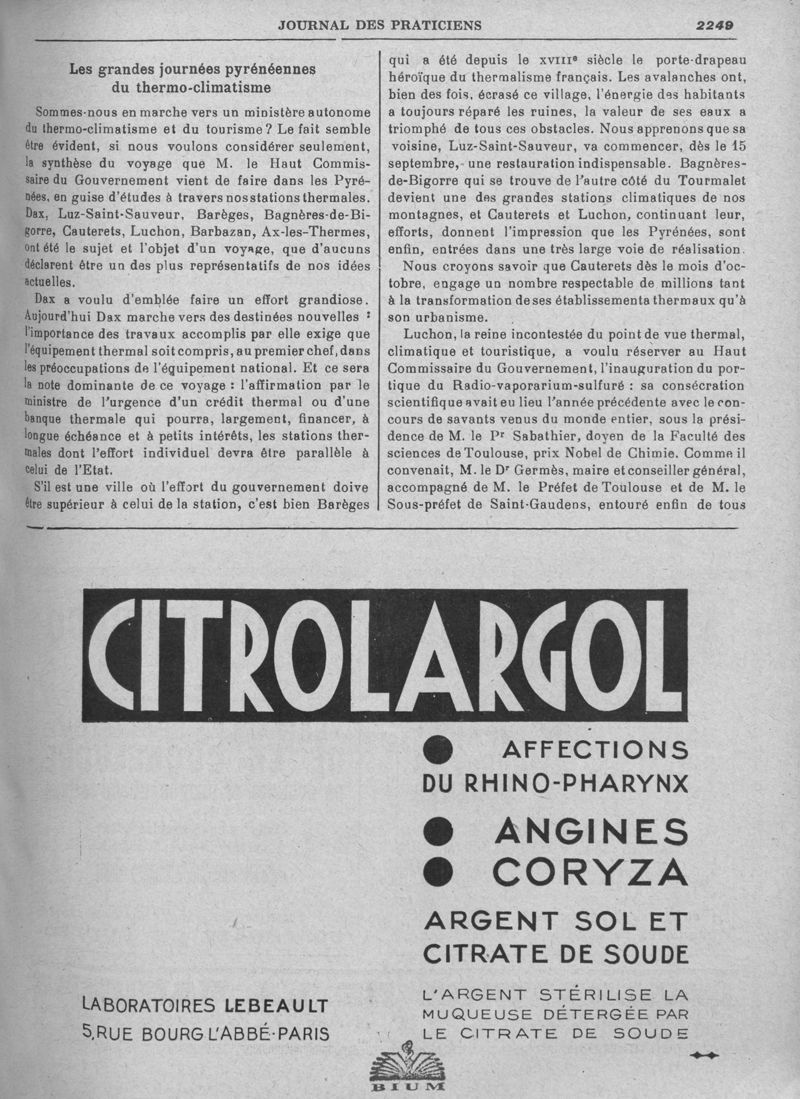 JOURNAL DES PRATICIENS 2249
Les grandes journées pyrénéennes
du thermo-climatisme
Sommes-nous en marche vers un ministère autonome
du thermo-climatisme et du tourisme ? Le fait semble
être évident, si nous voulons considérer seulement,
la synthèse du voyage que M. le Haut Commis-
saire du Gouvernement vient de faire dans les Pyré-
nées, en guise d'études à travers nos stations thermales.
Dax, Luz-Saint-Sauveur, Barèges, Bagnères-de-Bi-
gorre, Cauterets, Luchon, Barbazan, Ax-les-Thermes,
ont été le sujet et l'objet d'un voyage, que d'aucuns
déclarent être un des plus représentatifs de nos idées
actuelles.
Dax a voulu d'emblée faire un effort grandiose.
Aujourd'hui Dax marche vers des destinées nouvelles :
l'importance des travaux accomplis par elle exige que
l'équipement thermal soit compris, au premier chef, dans
les préoccupations de l'équipement national. Et ce sera
la note dominante de ce voyage : l'affirmation par le
ministre de l'urgence d'un crédit thermal ou d'une
banque thermale qui pourra, largement, financer, à
longue échéance et à petits intérêts, les stations ther-
males dont l'effort individuel devra être parallèle à
celui de l'Etat.
S'il est une ville où l'effort du gouvernement doive
être supérieur à celui de la station, c'est bien Barèges
qui a été depuis le XVIIIe siècle le porte-drapeau
héroïque du thermalisme français. Les avalanches ont,
bien des fois, écrasé ce village, l'énergie des habitants
a toujours réparé les ruines, la valeur de ses eaux a
triomphé de tous ces obstacles. Nous apprenons que sa
voisine, Luz-Saint-Sauveur, va commencer, dès le 15
septembre, une restauration indispensable. Bagnères-
de-Bigorre qui se trouve de l'autre côté du Tourmalet
devient une des grandes stations climatiques de nos
montagnes, et Cauterets et Luchon, continuant leur,
efforts, donnent l'impression que les Pyrénées, sont
enfin, entrées dans une très large voie de réalisation.
Nous croyons savoir que Cauterets dès le mois d'oc-
tobre, engage un nombre respectable de millions tant
à la transformation de ses établissementa thermaux qu'à
son urbanisme.
Luchon, la reine incontestée du point de vue thermal,
climatique et touristique, a voulu réserver au Haut
Commissaire du Gouvernement, l'inauguration du por-
tique du Radio-vaporarium-sulfuré : sa consécration
scientifique avait eu lieu l'année précédente avec le con-
cours de savants venus du monde entier, sous la prési-
dence de M. le Pr Sabathier, doyen de la Faculté des
sciences de Toulouse, prix Nobel de Chimie. Comme il
convenait, M. le Dr Germès, maire et conseiller général,
accompagné de M. le Préfet de Toulouse et de M. le
Sous-préfet de Saint-Gaudens, entouré enfin de tous
CITROLARGOL
● AFFECTIONS
DU RHINO-PHARYNX
● ANGINES
● CORYZA
ARGENT SOL ET
CITRATE DE SOUDE
LABORATOIRES LEBEAULT
5, RUE BOURG L'ABBÉ-PARIS
L'ARGENT STÉRILISE LA
MUQUEUSE DÉTERGÉE PAR
LE CITRATE DE SOUDE
BIUM